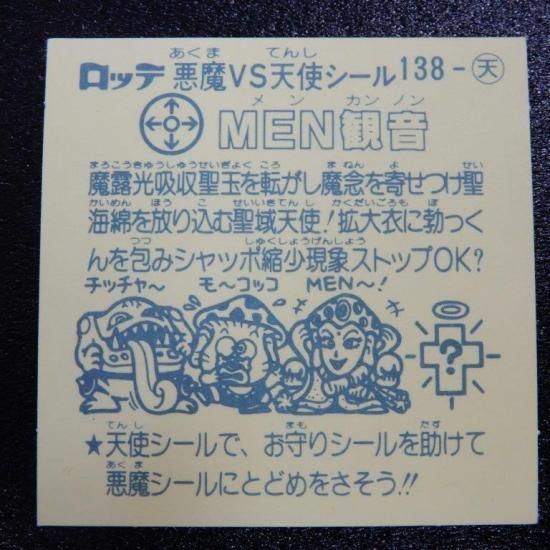 ロッテ 悪魔VS天使シール 138-天
MEN観音
魔露光吸収聖玉を転がし魔念を寄せつけ聖
海綿を放り込む聖域天使!拡大衣に勃っく
んを包みシャッポ縮少現象ストップOK?
チッチャ〜 モ〜コッコ MEN〜!
?
★天使シールで、お守りシールを助けて
悪魔シールにとどめをさそう!!